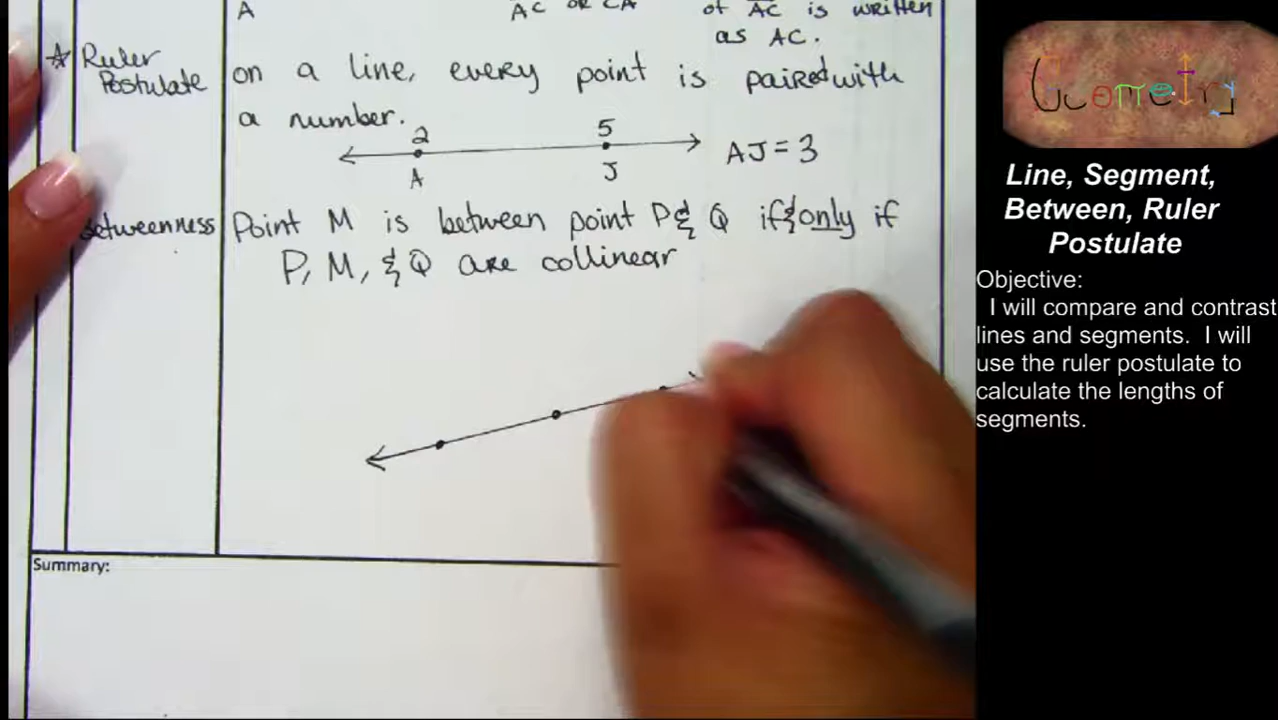 A
AC OR CA
of AC is written
as AC.
☆ Ruler
Postulate
on a line, every point is paired with
a number.
2
5
A
J
AJ = 3
Betweenness
Point M is between point P & Q if & only if
P, M, & Q are collinear
Summary:
Geometry
Line, Segment,
Between, Ruler
Postulate
Objective:
I will compare and contrast
lines and segments. I will
use the ruler postulate to
calculate the lengths of
segments.